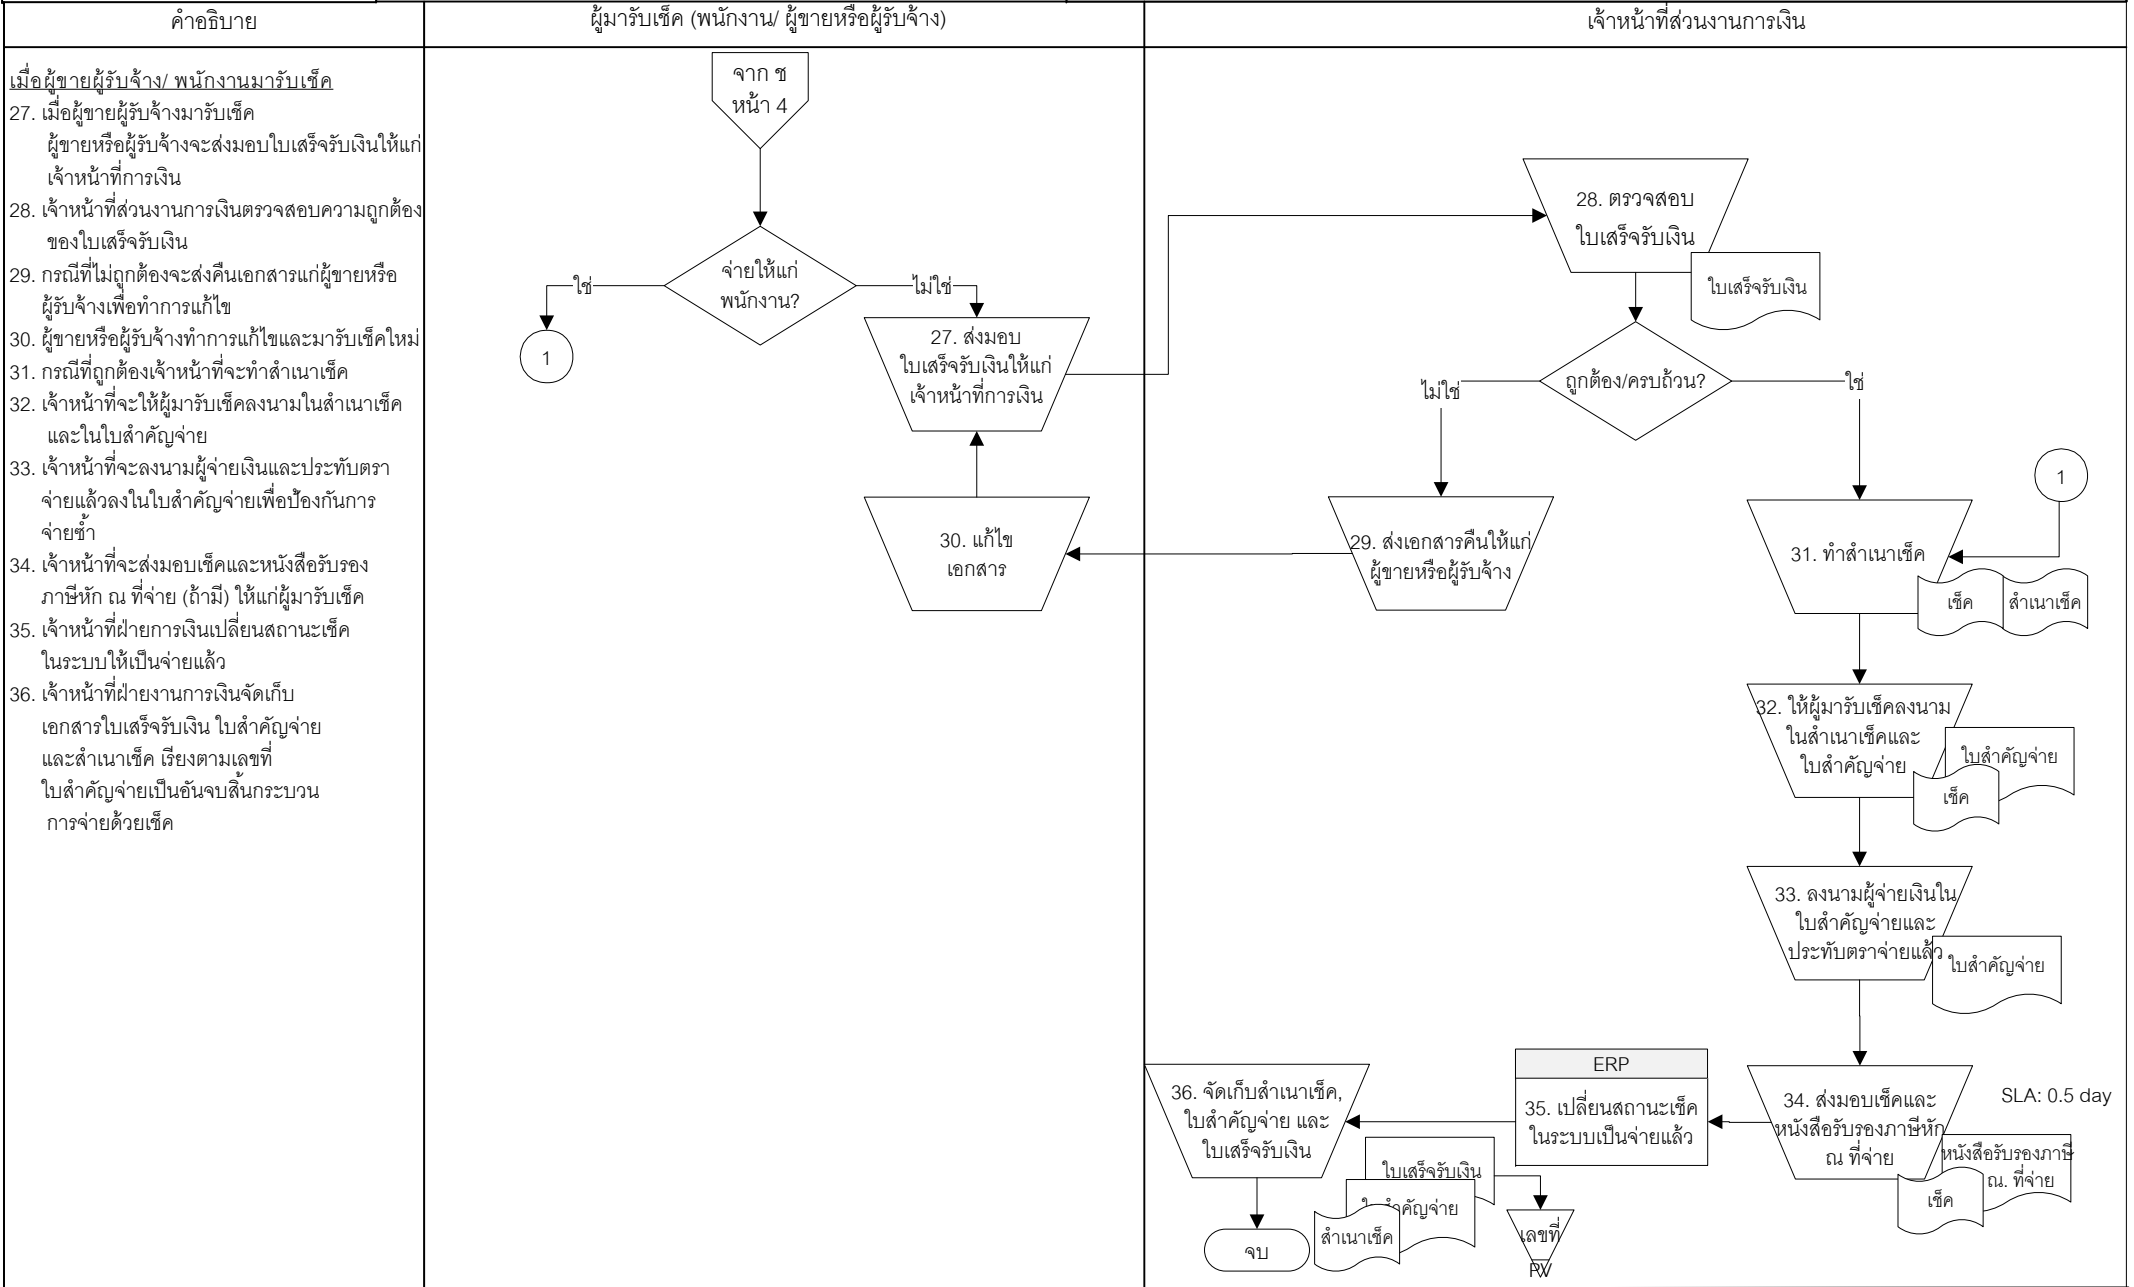 คำอธิบาย
ผู้มารับเช็ค (พนักงาน/ ผู้ขายหรือผู้รับจ้าง)
เจ้าหน้าที่ส่วนงานการเงิน
เมื่อผู้ขายผู้รับจ้าง/ พนักงานมารับเช็ค
27. เมื่อผู้ขายผู้รับจ้างมารับเช็ค
ผู้ขายหรือผู้รับจ้างจะส่งมอบใบเสร็จรับเงินให้แก่
เจ้าหน้าที่การเงิน
28. เจ้าหน้าที่ส่วนงานการเงินตรวจสอบความถูกต้อง
ของใบเสร็จรับเงิน
29. กรณีที่ไม่ถูกต้องจะส่งคืนเอกสารแก่ผู้ขายหรือ
ผู้รับจ้างเพื่อทำการแก้ไข
30. ผู้ขายหรือผู้รับจ้างทำการแก้ไขและมารับเช็คใหม่
31. กรณีที่ถูกต้องเจ้าหน้าที่จะทำสำเนาเช็ค
32. เจ้าหน้าที่จะให้ผู้มารับเช็คลงนามในสำเนาเช็ค
และในใบสำคัญจ่าย
33. เจ้าหน้าที่จะลงนามผู้จ่ายเงินและประทับตรา
จ่ายแล้วลงในใบสำคัญจ่ายเพื่อป้องกันการ
จ่ายซ้ำ
34. เจ้าหน้าที่จะส่งมอบเช็คและหนังสือรับรอง
ภาษีหัก ณ ที่จ่าย (ถ้ามี) ให้แก่ผู้มารับเช็ค
35. เจ้าหน้าที่ฝ่ายการเงินเปลี่ยนสถานะเช็ค
ในระบบให้เป็นจ่ายแล้ว
36. เจ้าหน้าที่ฝ่ายงานการเงินจัดเก็บ
เอกสารใบเสร็จรับเงิน ใบสำคัญจ่าย
และสำเนาเช็ค เรียงตามเลขที่
ใบสำคัญจ่ายเป็นอันจบสิ้นกระบวน
การจ่ายด้วยเช็ค
จาก ช
หน้า 4
จ่ายให้แก่
พนักงาน?
ใช่
ไม่ใช่
1
27. ส่งมอบ
ใบเสร็จรับเงินให้แก่
เจ้าหน้าที่การเงิน
30. แก้ไข
เอกสาร
28. ตรวจสอบ
ใบเสร็จรับเงิน
ใบเสร็จรับเงิน
ถูกต้อง/ครบถ้วน?
ไม่ใช่
ใช่
29. ส่งเอกสารคืนให้แก่
ผู้ขายหรือผู้รับจ้าง
1
31. ทำสำเนาเช็ค
เช็ค
สำเนาเช็ค
32. ให้ผู้มารับเช็คลงนาม
ในสำเนาเช็คและ
ใบสำคัญจ่าย
ใบสำคัญจ่าย
เช็ค
33. ลงนามผู้จ่ายเงินใน
ใบสำคัญจ่ายและ
ประทับตราจ่ายแล้ว
ใบสำคัญจ่าย
34. ส่งมอบเช็คและ
หนังสือรับรองภาษีหัก
ณ ที่จ่าย
SLA: 0.5 day
หนังสือรับรองภาษี
ณ. ที่จ่าย
เช็ค
ERP
35. เปลี่ยนสถานะเช็ค
ในระบบเป็นจ่ายแล้ว
36. จัดเก็บสำเนาเช็ค,
ใบสำคัญจ่าย และ
ใบเสร็จรับเงิน
ใบเสร็จรับเงิน
ใบสำคัญจ่าย
สำเนาเช็ค
เลขที่
PV
จบ